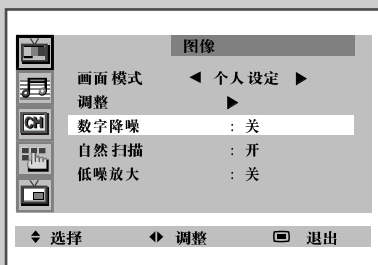 图像
画面模式 ◀ 个人设定 ▶
调整 ▶
数字降噪 : 关
自然扫描 : 开
低噪放大 : 关
CH
选择 调整 退出